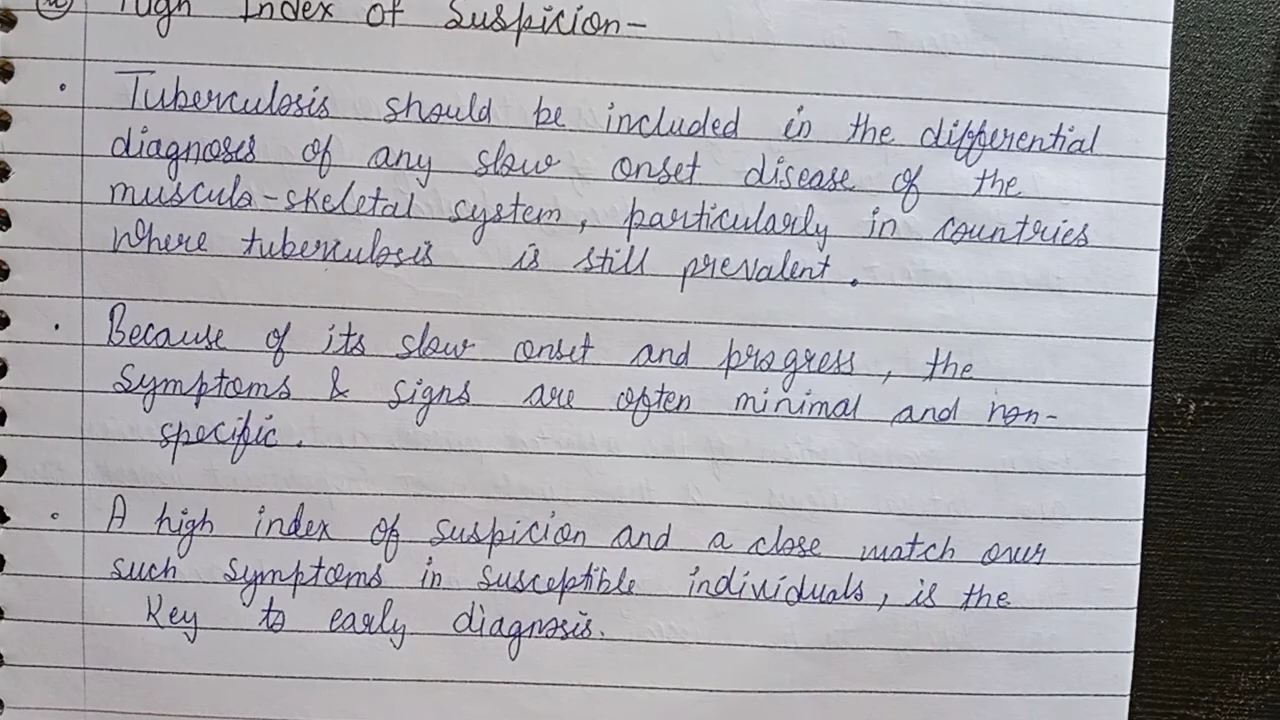 High Index of Suspicion-
· Tuberculosis should be included in the differential
diagnoses of any slow onset disease of the
musculo-skeletal system, particularly in countries
where tuberculosis is still prevalent.
· Because of its slow onset and progress, the
symptoms & signs are often minimal and non-
specific.
· A high index of suspicion and a close match over
such symptoms in susceptible individuals, is the
Key to early diagnosis.